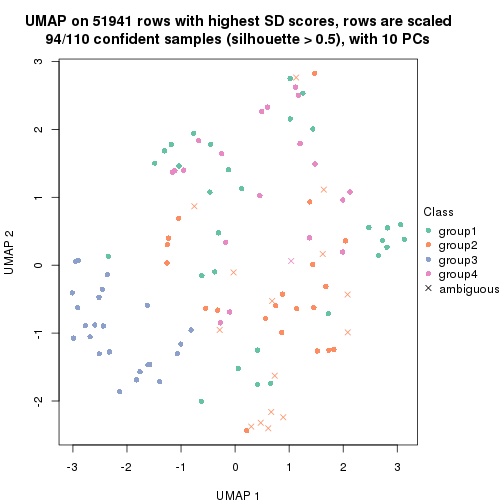 UMAP on 51941 rows with highest SD scores, rows are scaled
94/110 confident samples (silhouette > 0.5), with 10 PCs
3
2
1
0
-1
-2
UMAP 2
-3
-2
-1
0
1
2
3
UMAP 1
Class
group1
group2
group3
group4
ambiguous